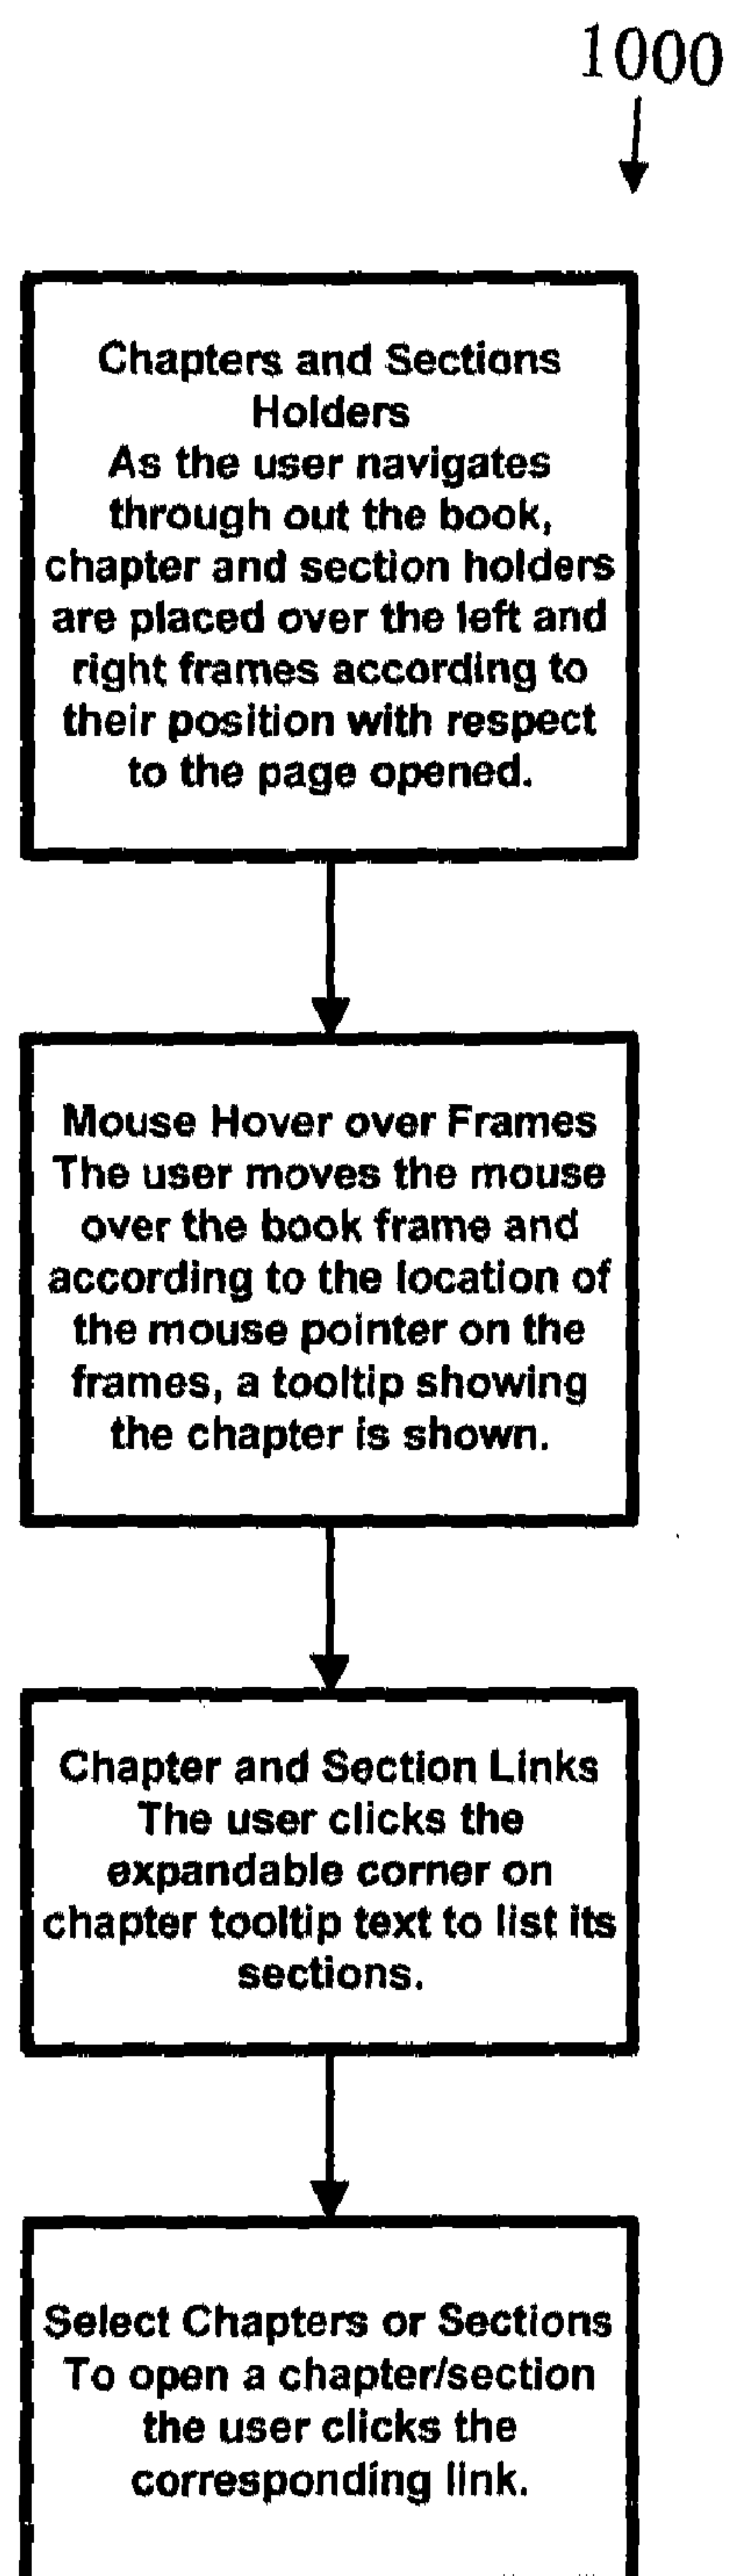 1000
Chapters and Sections
Holders
As the user navigates
through out the book,
chapter and section holders
are placed over the left and
right frames according to
their position with respect
to the page opened.
Mouse Hover over Frames
The user moves the mouse
over the book frame and
according to the location of
the mouse pointer on the
frames, a tooltip showing
the chapter is shown.
Chapter and Section Links
The user clicks the
expandable corner on
chapter tooltip text to list its
sections.
Select Chapters or Sections
To open a chapter/section
the user clicks the
corresponding link.